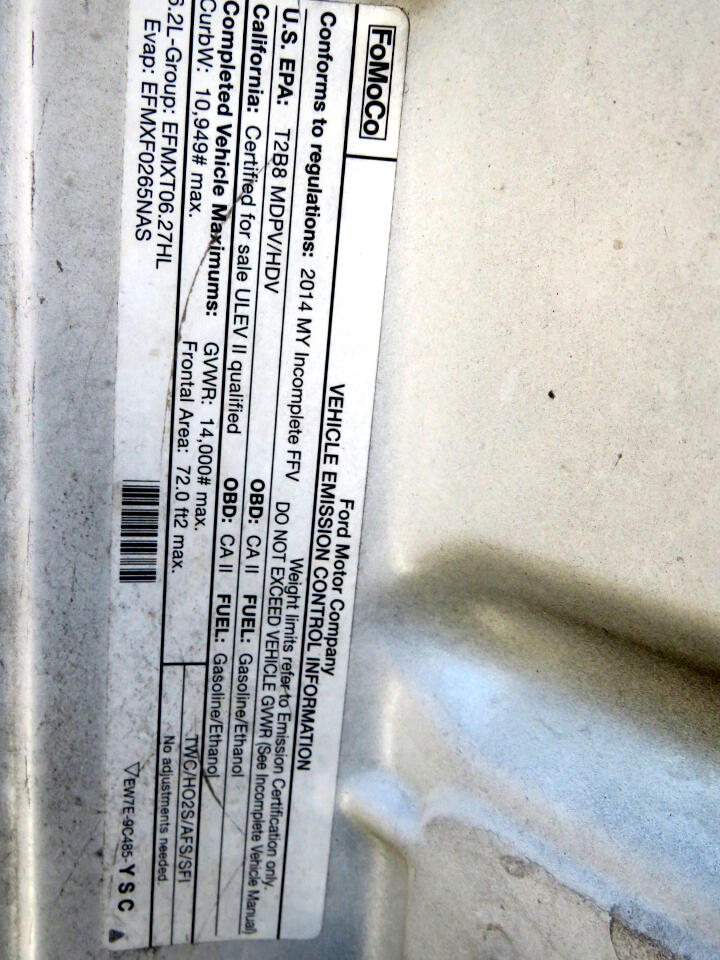 FoMoCo
Ford Motor Company
VEHICLE EMISSION CONTROL INFORMATION
Conforms to regulations: 2014 MY Incomplete FFV
Weight limits refer to Emission Certification only.
DO NOT EXCEED VEHICLE GVWR (See Incomplete Vehicle Manual)
U.S. EPA: T2B8 MDPV/HDV OBD: CA II FUEL: Gasoline/Ethanol
California: Certified for sale ULEV II qualified OBD: CA II FUEL: Gasoline/Ethanol
Completed Vehicle Maximums: GVWR: 14,000# max.
CurbW: 10,949# max. Frontal Area: 72.0 ft2 max.
TWC/HO2S/AFS/SFI
No adjustments needed.
6.2L-Group: EFMXT06.27HL
Evap: EFMXF0265NAS
▽EW7E-9C485-Y S C